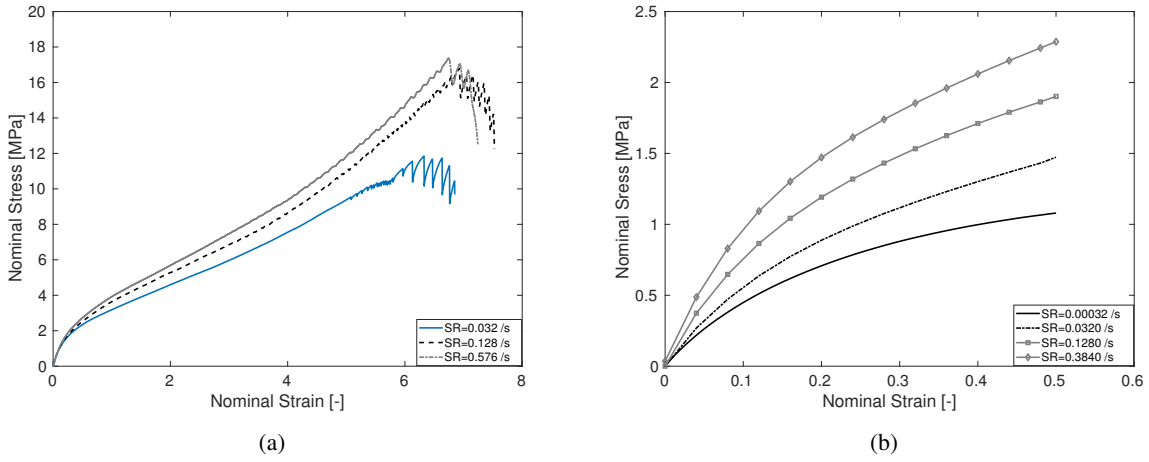 20
18
16
14
12
10
8
6
4
2
0
Nominal Stress [MPa]
0 2 4 6 8
Nominal Strain [-]
SR=0.032 /s
SR=0.128 /s
SR=0.576 /s
(a)
2.5
2
1.5
1
0.5
0
Nominal Sress [MPa]
0 0.1 0.2 0.3 0.4 0.5 0.6
Nominal Strain [-]
SR=0.00032 /s
SR=0.0320 /s
SR=0.1280 /s
SR=0.3840 /s
(b)